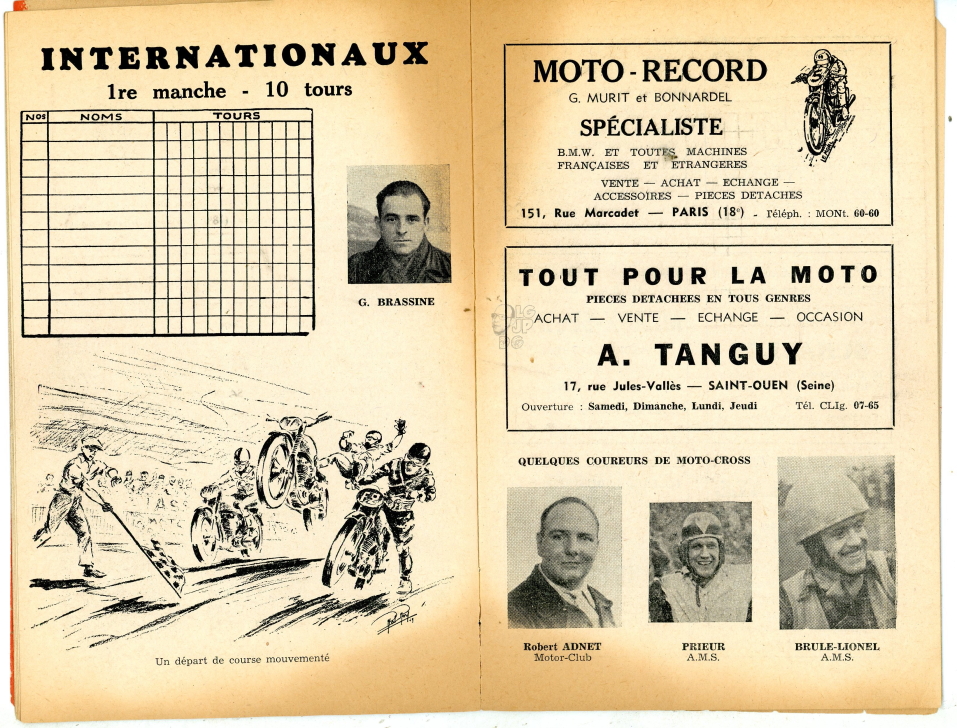 INTERNATIONAUX
1re manche - 10 tours
Nos NOMS TOURS
G. BRASSINE
Un départ de course mouvementé
MOTO - RECORD
G. MURIT et BONNARDEL
SPÉCIALISTE
B.M.W. ET TOUTES MACHINES
FRANÇAISES ET ETRANGERES
VENTE — ACHAT — ECHANGE —
ACCESSOIRES — PIECES DETACHES
151, Rue Marcadet — PARIS (18e) - Téléph. : MONt. 60-60
TOUT POUR LA MOTO
PIECES DETACHEES EN TOUS GENRES
ACHAT — VENTE — ECHANGE — OCCASION
A. TANGUY
17, rue Jules-Vallès — SAINT-OUEN (Seine)
Ouverture : Samedi, Dimanche, Lundi, Jeudi Tél. CLIg. 07-65
QUELQUES COUREURS DE MOTO-CROSS
Robert ADNET
Motor-Club
PRIEUR
A.M.S.
BRULE-LIONEL
A.M.S.